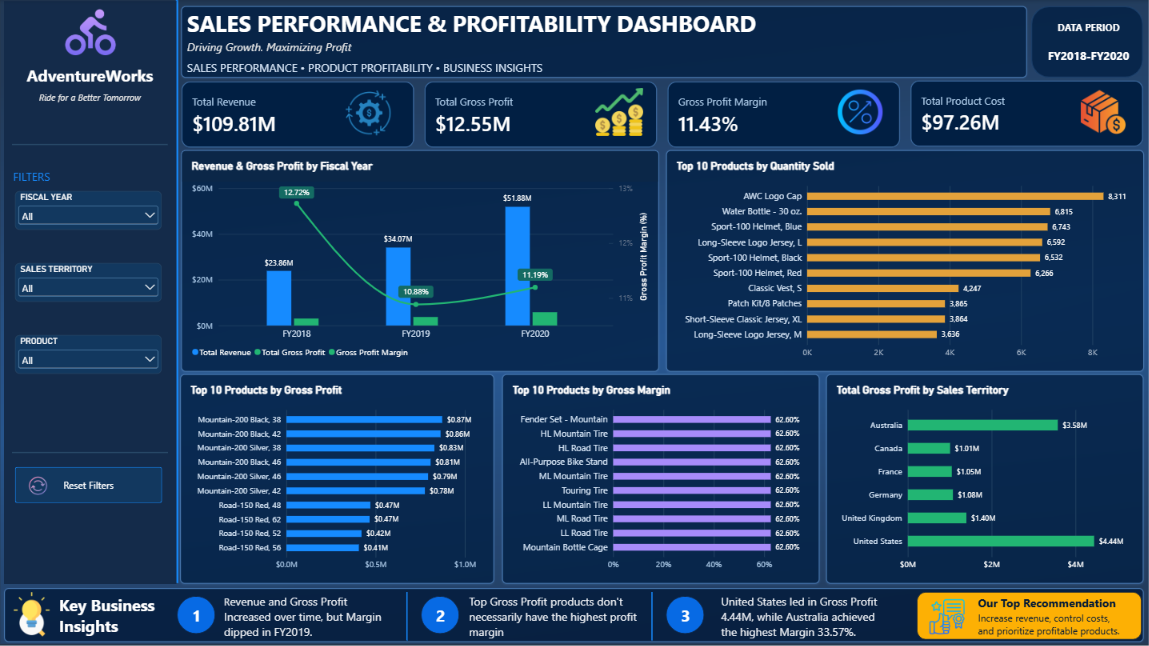 AdventureWorks
Ride for a Better Tomorrow
FILTERS
FISCAL YEAR
All
SALES TERRITORY
All
PRODUCT
All
Reset Filters
SALES PERFORMANCE & PROFITABILITY DASHBOARD
Driving Growth. Maximizing Profit
SALES PERFORMANCE • PRODUCT PROFITABILITY • BUSINESS INSIGHTS
DATA PERIOD
FY2018-FY2020
Total Revenue
$109.81M
Total Gross Profit
$12.55M
Gross Profit Margin
11.43%
Total Product Cost
$97.26M
Revenue & Gross Profit by Fiscal Year
$60M
$40M
$20M
$0M
$23.86M
$34.07M
$51.88M
12.72%
10.88%
11.19%
13%
12%
11%
Gross Profit Margin (%)
FY2018
FY2019
FY2020
Total Revenue Total Gross Profit Gross Profit Margin
Top 10 Products by Quantity Sold
AWC Logo Cap 8,311
Water Bottle - 30 oz. 6,815
Sport-100 Helmet, Blue 6,743
Long-Sleeve Logo Jersey, L 6,592
Sport-100 Helmet, Black 6,532
Sport-100 Helmet, Red 6,266
Classic Vest, S 4,247
Patch Kit/8 Patches 3,865
Short-Sleeve Classic Jersey, XL 3,864
Long-Sleeve Logo Jersey, M 3,636
0K 2K 4K 6K 8K
Top 10 Products by Gross Profit
Mountain-200 Black, 38 $0.87M
Mountain-200 Black, 42 $0.86M
Mountain-200 Silver, 38 $0.83M
Mountain-200 Black, 46 $0.81M
Mountain-200 Silver, 46 $0.79M
Mountain-200 Silver, 42 $0.78M
Road-150 Red, 48 $0.47M
Road-150 Red, 62 $0.47M
Road-150 Red, 52 $0.42M
Road-150 Red, 56 $0.41M
$0.0M $0.5M $1.0M
Top 10 Products by Gross Margin
Fender Set - Mountain 62.60%
HL Mountain Tire 62.60%
HL Road Tire 62.60%
All-Purpose Bike Stand 62.60%
ML Mountain Tire 62.60%
Touring Tire 62.60%
LL Mountain Tire 62.60%
ML Road Tire 62.60%
LL Road Tire 62.60%
Mountain Bottle Cage 62.60%
0% 20% 40% 60%
Total Gross Profit by Sales Territory
Australia $3.58M
Canada $1.01M
France $1.05M
Germany $1.08M
United Kingdom $1.40M
United States $4.44M
$0M $2M $4M
Key Business
Insights
1
Revenue and Gross Profit
Increased over time, but Margin
dipped in FY2019.
2
Top Gross Profit products don't
necessarily have the highest profit
margin
3
United States led in Gross Profit
4.44M, while Australia achieved
the highest Margin 33.57%.
Our Top Recommendation
Increase revenue, control costs,
and prioritize profitable products.